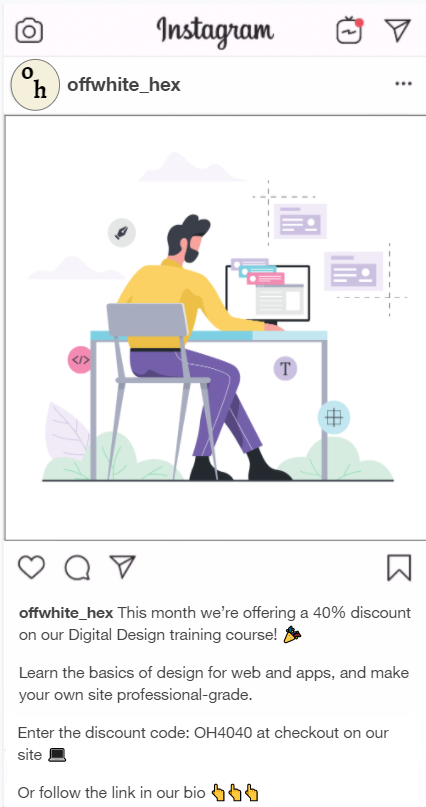 Instagram
oh
offwhite_hex
</>
T
offwhite_hex This month we’re offering a 40% discount
on our Digital Design training course! 🎉
Learn the basics of design for web and apps, and make
your own site professional-grade.
Enter the discount code: OH4040 at checkout on our
site 💻
Or follow the link in our bio 👆👆👆